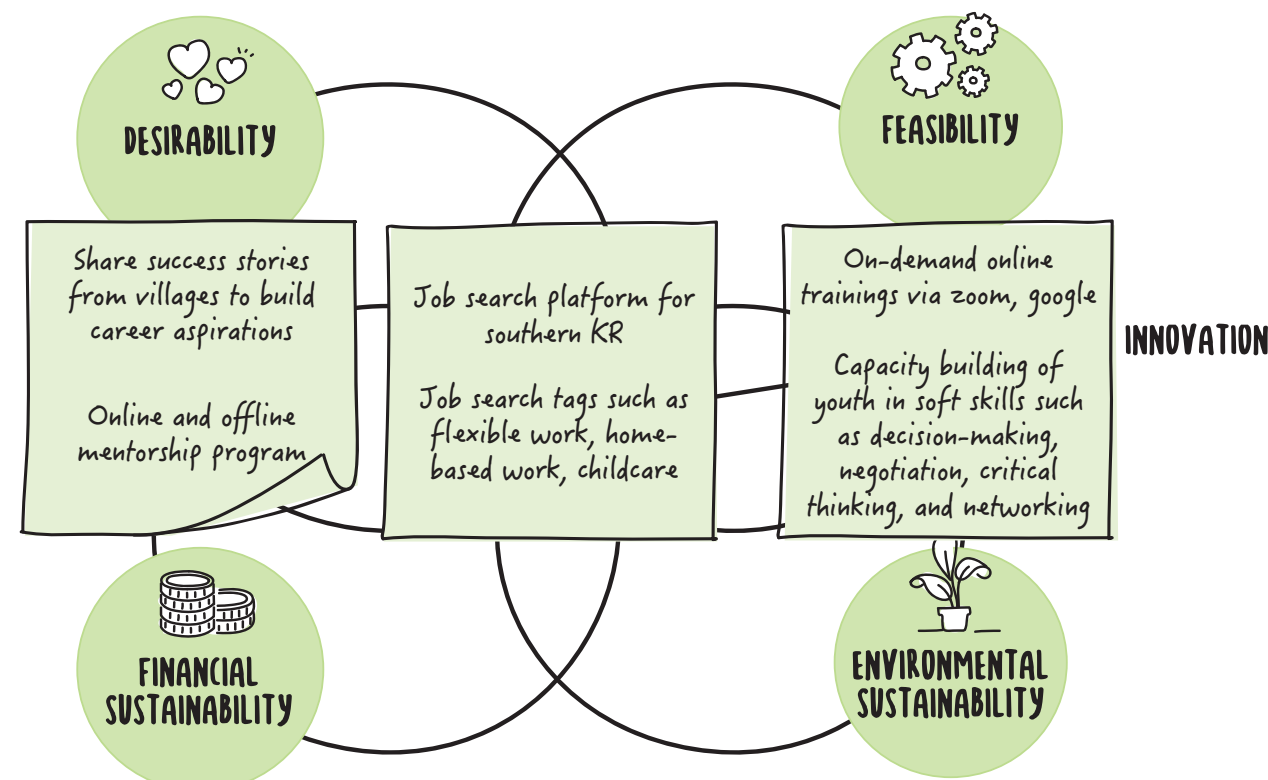 DESIRABILITY
FEASIBILITY
Share success stories
from villages to build
career aspirations
Online and offline
mentorship program
Job search platform for
southern KR
Job search tags such as
flexible work, home-
based work, childcare
On-demand online
trainings via zoom, google
Capacity building of
youth in soft skills such
as decision-making,
negotiation, critical
thinking, and networking
INNOVATION
FINANCIAL
SUSTAINABILITY
ENVIRONMENTAL
SUSTAINABILITY